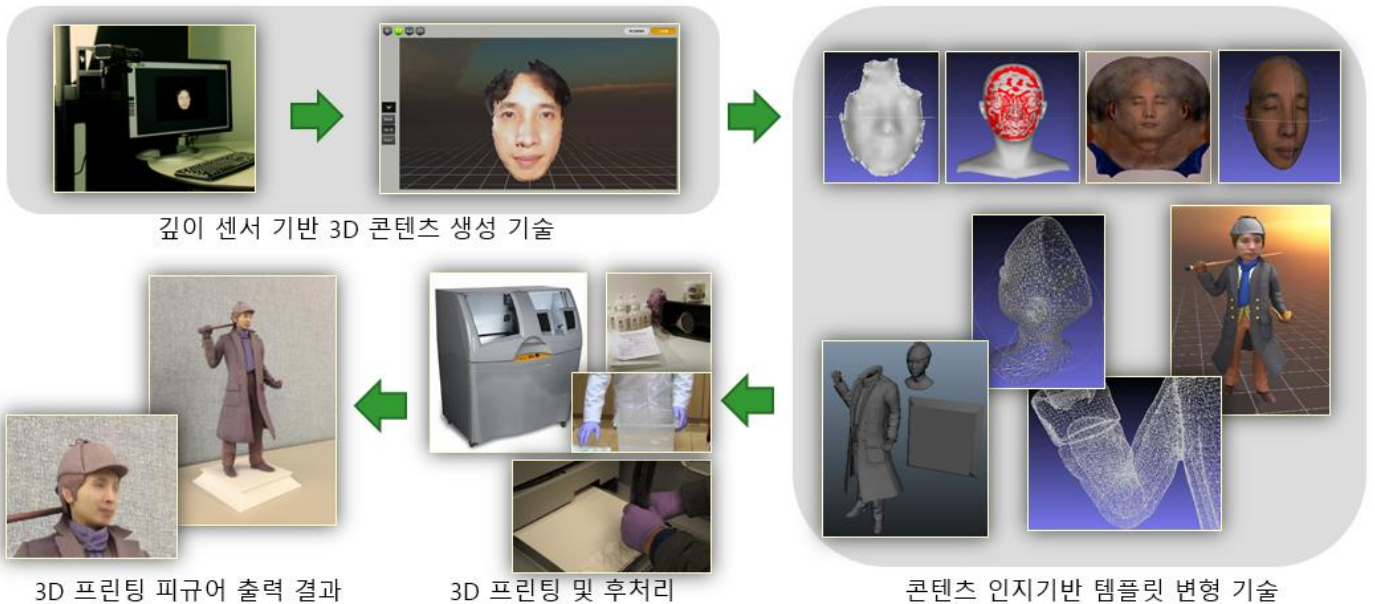 깊이 센서 기반 3D 콘텐츠 생성 기술
3D 프린팅 피규어 출력 결과
3D 프린팅 및 후처리
콘텐츠 인지기반 템플릿 변형 기술